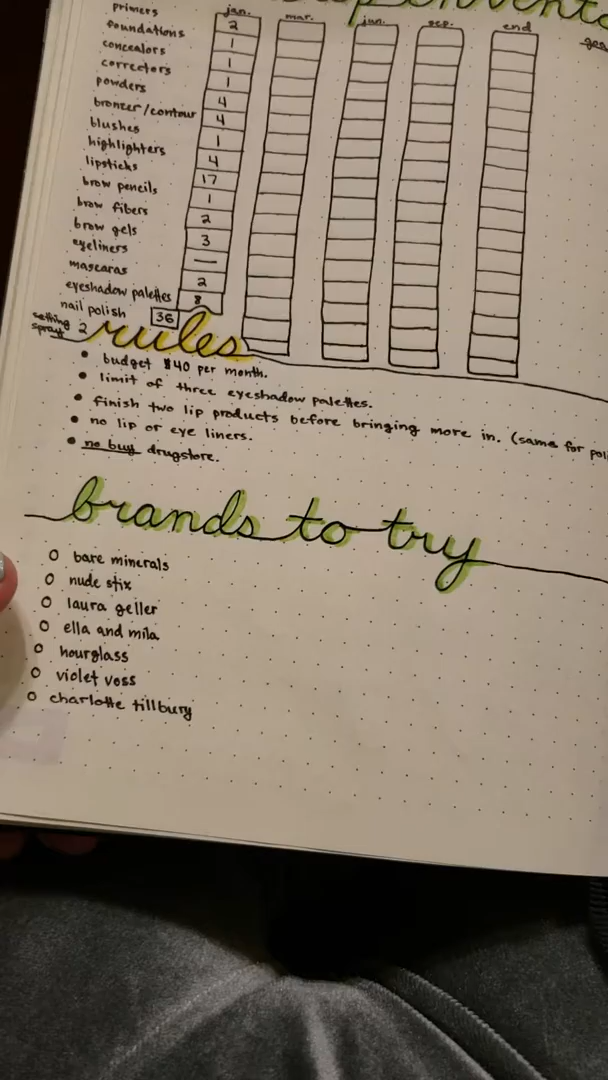 jan. mar. jun. sep. end
primers 2
foundations 1
concealors 1
correctors 1
powders 4
bronzer/contour 4
blushes 1
highlighters 4
lipsticks 17
brow pencils 1
brow fibers 2
brow gels 3
eyeliners —
mascaras 2
eyeshadow palettes 8
nail polish 36
setting spray 2
rules
• budget $40 per month.
• limit of three eyeshadow palettes.
• finish two lip products before bringing more in. (same for
• no lip or eye liners.
• no buy drugstore.
brands to try
bare minerals
nude stix
laura geller
ella and mila
hourglass
violet voss
charlotte tillbury